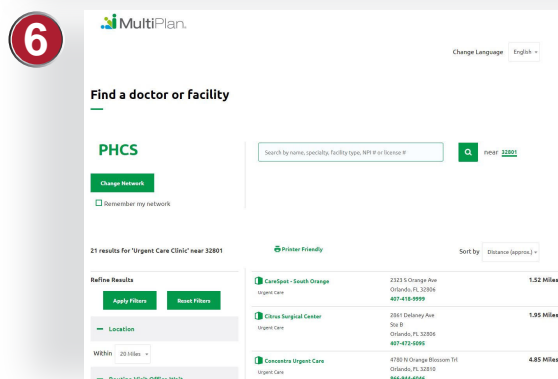 6
MultiPlan.
Change Language English
Find a doctor or facility
PHCS
Search by name, specialty, facility type, NPI # or license #
near 32801
Change Network
Remember my network
21 results for 'Urgent Care Clinic' near 32801
Printer Friendly
Sort by Distance (approx.)
Refine Results
Apply Filters Reset Filters
Location
Within 20 Miles
CareSpot - South Orange
Urgent Care
2323 S Orange Ave
Orlando, FL 32806
407-418-9999
1.52 Miles
Citrus Surgical Center
Urgent Care
2861 Delaney Ave
Ste B
Orlando, FL 32806
407-472-5095
1.95 Miles
Concentra Urgent Care
Urgent Care
4780 N Orange Blossom Trl
Orlando, FL 32810
4.85 Miles